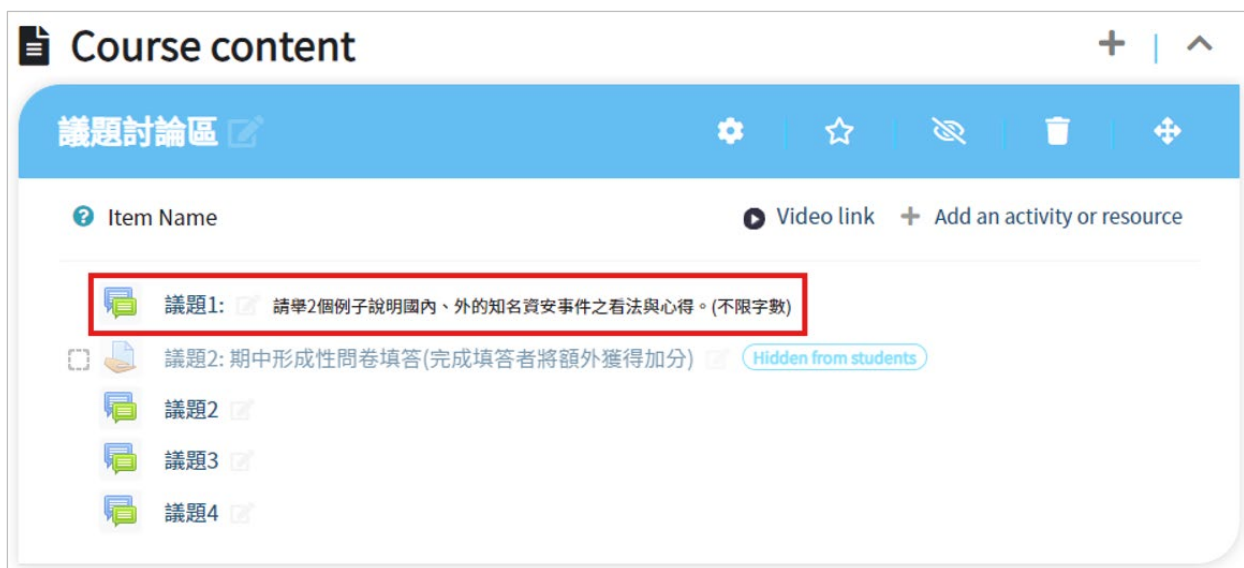 Course content
議題討論區
Item Name Video link Add an activity or resource
議題1: 請舉2個例子說明國內、外的知名資安事件之看法與心得。(不限字數)
議題2: 期中形成性問卷填答(完成填答者將額外獲得加分) Hidden from students
議題2
議題3
議題4